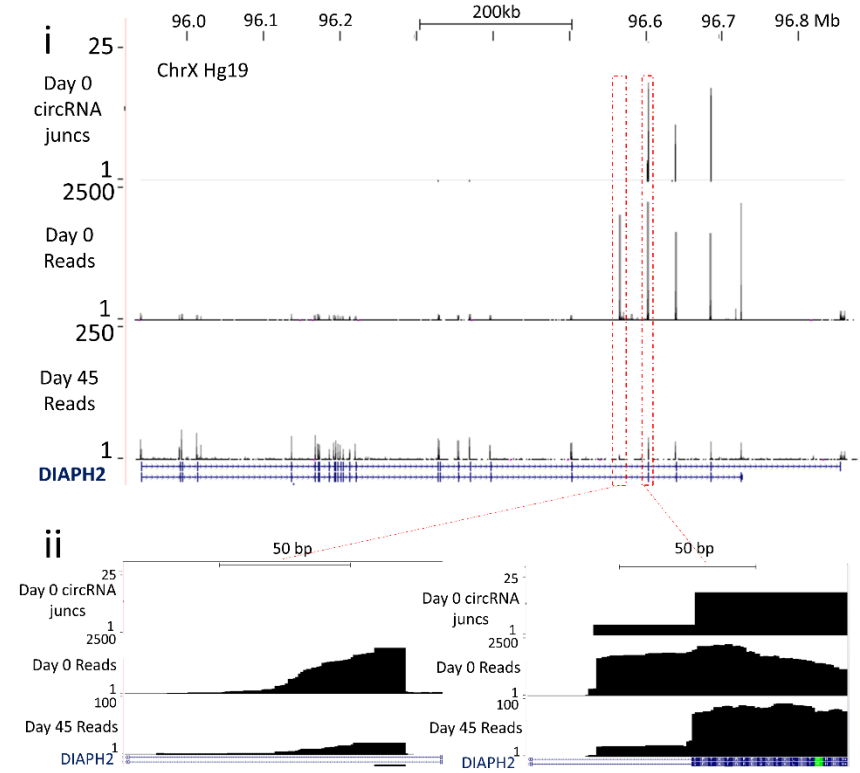 200kb
96.0 96.1 96.2 96.6 96.7 96.8 Mb
i
25
ChrX Hg19
Day 0
circRNA
juncs
1
2500
Day 0
Reads
1
250
Day 45
Reads
1
DIAPH2
ii
50 bp
25
Day 0 circRNA
juncs
1
2500
Day 0 Reads
1
100
Day 45 Reads
1
DIAPH2
50 bp
25
Day 0 circRNA
juncs
1
2500
Day 0 Reads
1
100
Day 45 Reads
1
DIAPH2